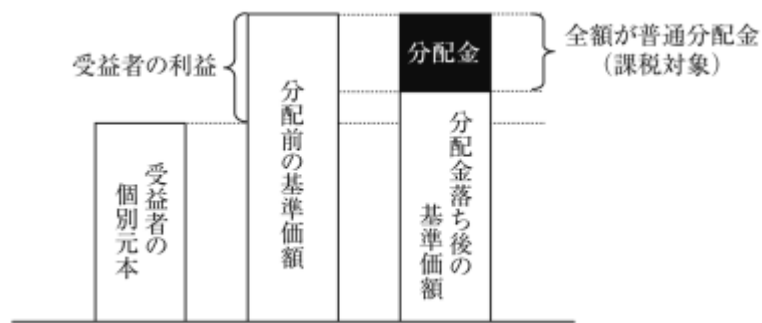 受益者の利益
分配金
全額が普通分配金
（課税対象）
受益者の
個別元本
分配前の基準価額
分配金落ち後の
基準価額